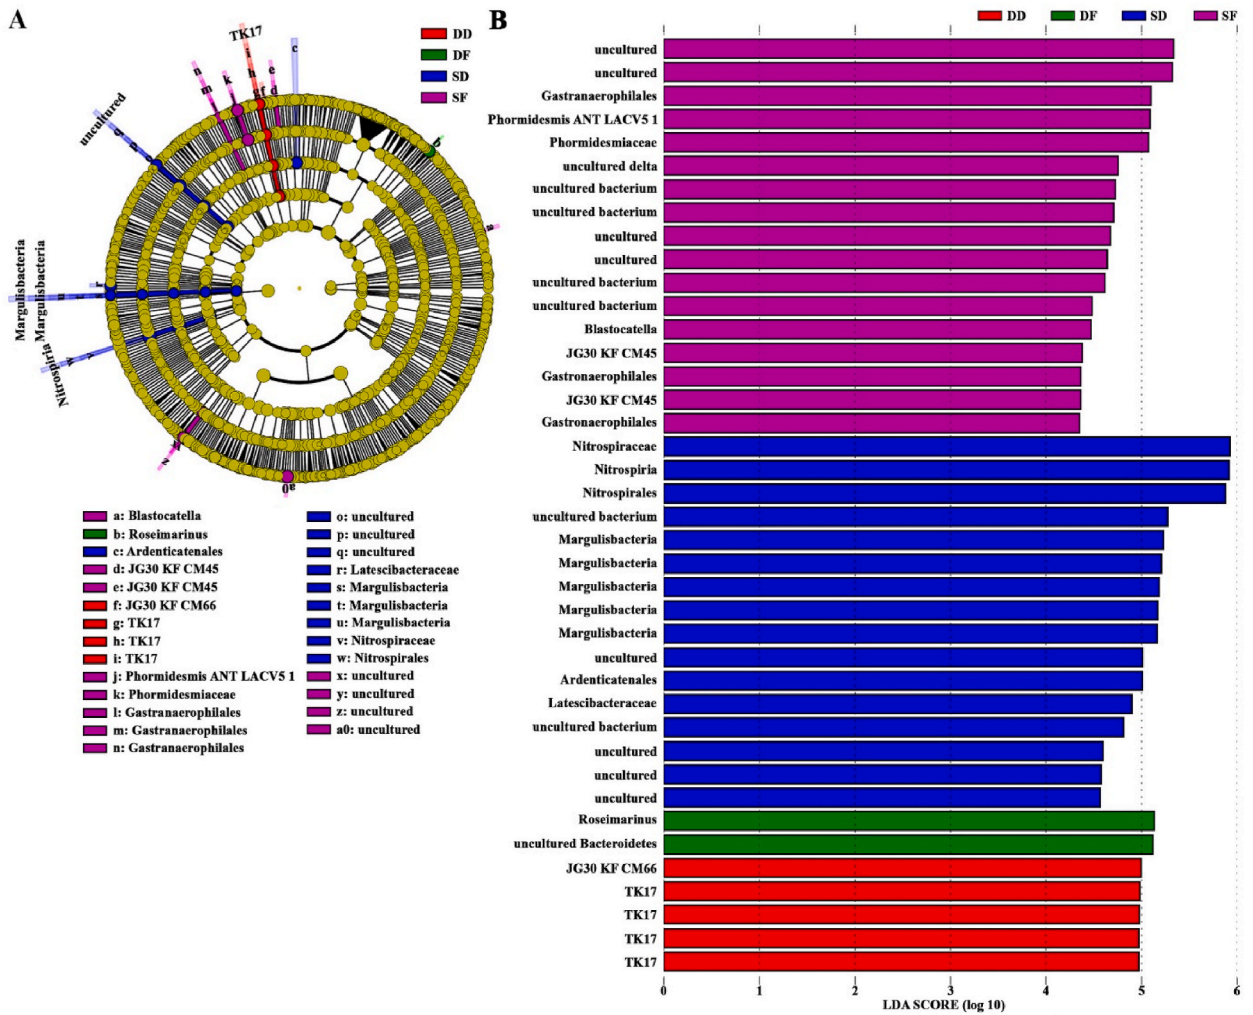 A
TK17
i
h
g f
e
d
c
n
m
k
DD
DF
SD
SF
uncultured
b
a
Margulisbacteria
Margulisbacteria
u
r
Nitrospiria
w
v
z
a0
a: Blastocatella
b: Roseimarinus
c: Ardenticatenales
d: JG30 KF CM45
e: JG30 KF CM45
f: JG30 KF CM66
g: TK17
h: TK17
i: TK17
j: Phormidesmis ANT LACV5 1
k: Phormidesmiaceae
l: Gastranaerophilales
m: Gastranaerophilales
n: Gastranaerophilales
o: uncultured
p: uncultured
q: uncultured
r: Latescibacteraceae
s: Margulisbacteria
t: Margulisbacteria
u: Margulisbacteria
v: Nitrospiraceae
w: Nitrospirales
x: uncultured
y: uncultured
z: uncultured
a0: uncultured
B
DD DF SD SF
uncultured
uncultured
Gastranaerophilales
Phormidesmis ANT LACV5 1
Phormidesmiaceae
uncultured delta
uncultured bacterium
uncultured bacterium
uncultured
uncultured
uncultured bacterium
uncultured bacterium
Blastocatella
JG30 KF CM45
Gastronaerophilales
JG30 KF CM45
Gastronaerophilales
Nitrospiraceae
Nitrospiria
Nitrospirales
uncultured bacterium
Margulisbacteria
Margulisbacteria
Margulisbacteria
Margulisbacteria
Margulisbacteria
uncultured
Ardenticatenales
Latescibacteraceae
uncultured bacterium
uncultured
uncultured
uncultured
Roseimarinus
uncultured Bacteroidetes
JG30 KF CM66
TK17
TK17
TK17
TK17
0 1 2 3 4 5 6
LDA SCORE (log 10)